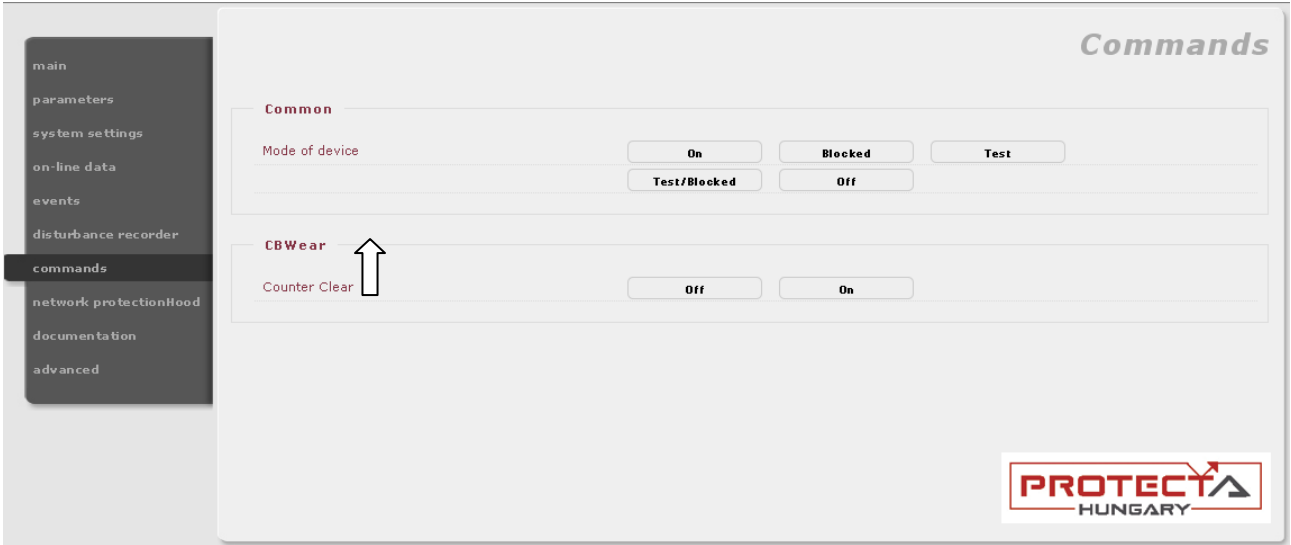 Commands
main
parameters
system settings
on-line data
events
disturbance recorder
commands
network protectionHood
documentation
advanced
Common
Mode of device On Blocked Test
Test/Blocked Off
CBWear
Counter Clear Off On
PROTECTA
HUNGARY